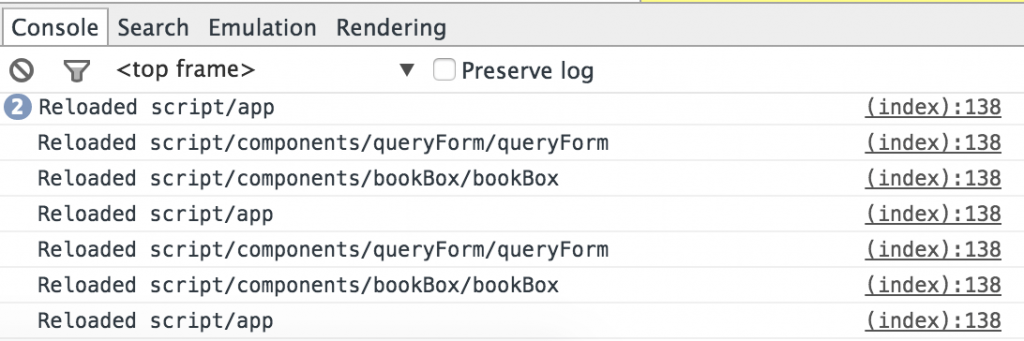 Console Search Emulation Rendering
<top frame> ▼ Preserve log
2 Reloaded script/app (index):138
Reloaded script/components/queryForm/queryForm (index):138
Reloaded script/components/bookBox/bookBox (index):138
Reloaded script/app (index):138
Reloaded script/components/queryForm/queryForm (index):138
Reloaded script/components/bookBox/bookBox (index):138
Reloaded script/app (index):138